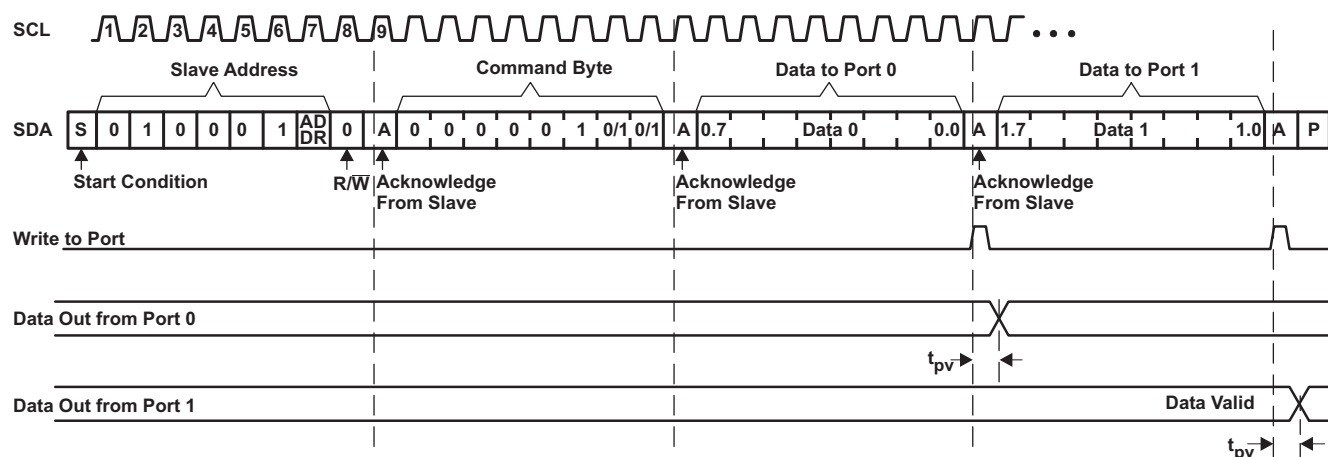 SCL 1 2 3 4 5 6 7 8 9
Slave Address Command Byte Data to Port 0 Data to Port 1
SDA S 0 1 0 0 0 1 AD DR 0 A 0 0 0 0 0 1 0/1 0/1 A 0.7 Data 0 0.0 A 1.7 Data 1 1.0 A P
Start Condition R/W̅ Acknowledge From Slave Acknowledge From Slave Acknowledge From Slave
Write to Port
Data Out from Port 0
tpv
Data Out from Port 1 Data Valid
tpv